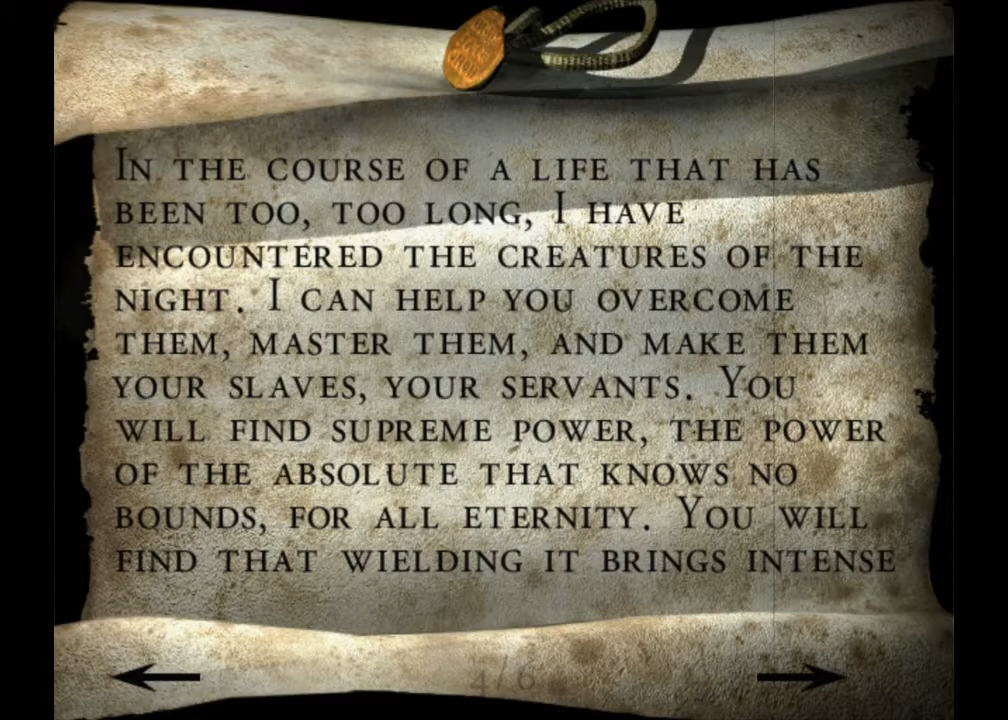 In the course of a life that has
been too, too long, I have
encountered the creatures of the
night. I can help you overcome
them, master them, and make them
your slaves, your servants. You
will find supreme power, the power
of the absolute that knows no
bounds, for all eternity. You will
find that wielding it brings intense
4/6